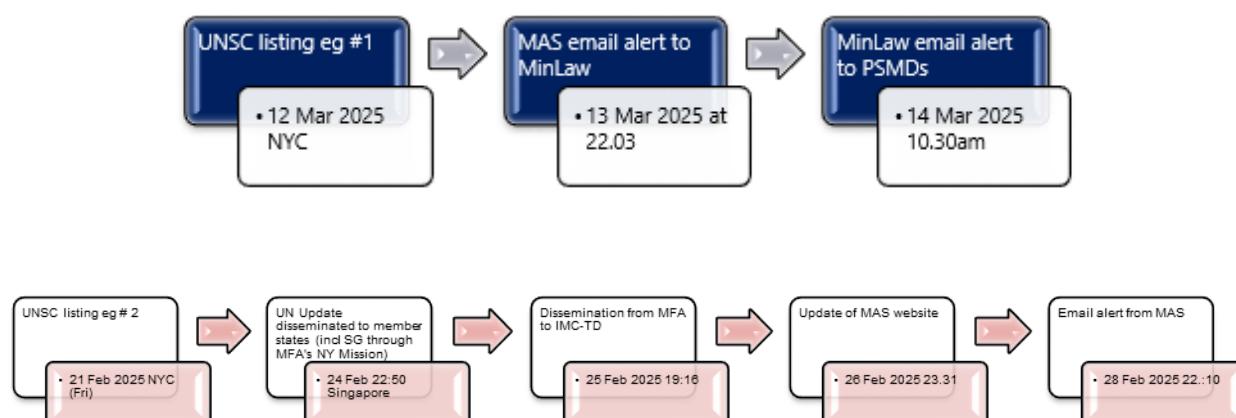 UNSC listing eg #1
• 12 Mar 2025
NYC
MAS email alert to
MinLaw
• 13 Mar 2025 at
22.03
MinLaw email alert
to PSMDs
• 14 Mar 2025
10.30am
UNSC listing eg # 2
• 21 Feb 2025 NYC
(Fri)
UN Update
disseminated to member
states (incl SG through
MFA's NY Mission)
• 24 Feb 22:50
Singapore
Dissemination from MFA
to IMC-TD
• 25 Feb 2025 19:16
Update of MAS website
• 26 Feb 2025 23.31
Email alert from MAS
• 28 Feb 2025 22.:10